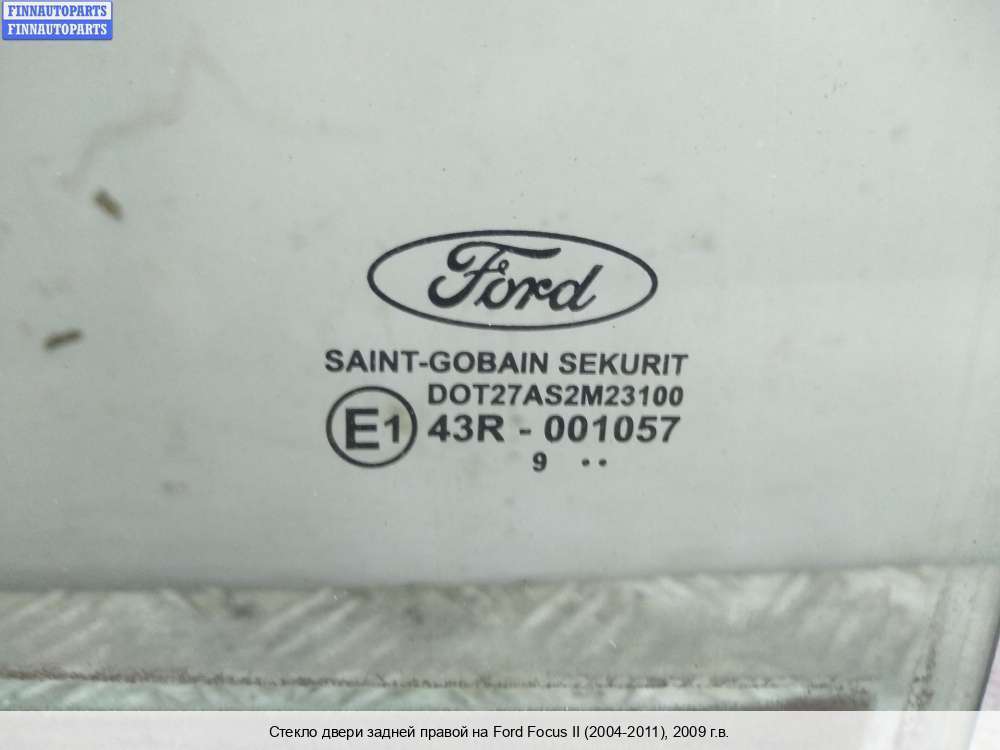 FINNAUTOPARTS
FINNAUTOPARTS
Ford
SAINT-GOBAIN SEKURIT
DOT27AS2M23100
E1 43R - 001057
9 ··
Стекло двери задней правой на Ford Focus II (2004-2011), 2009 г.в.